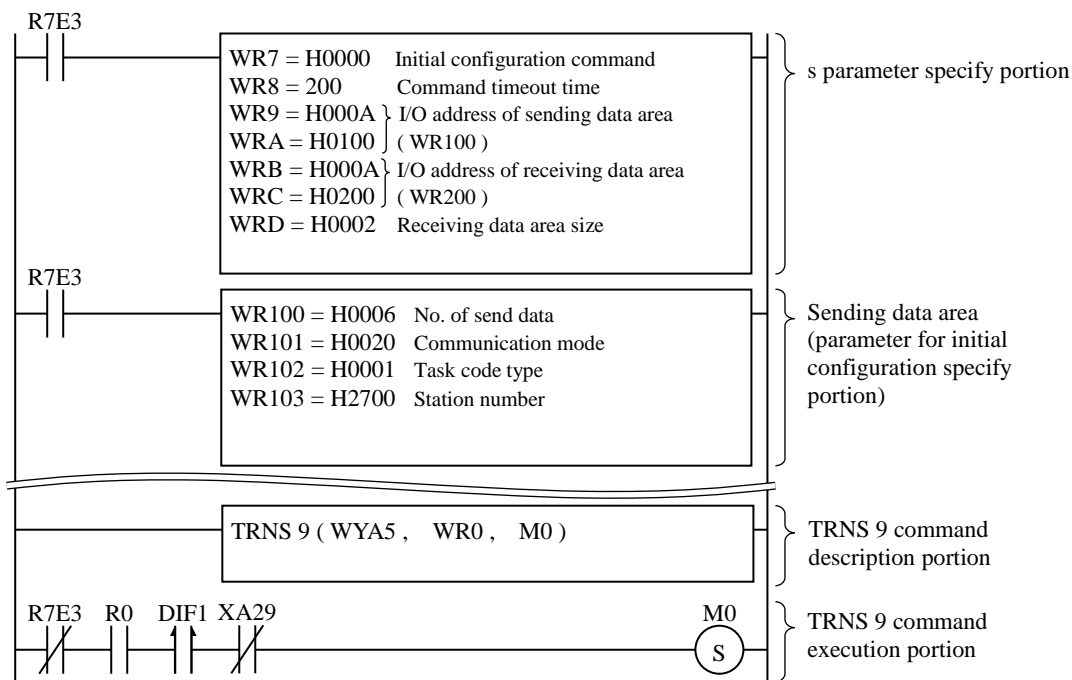 R7E3
WR7 = H0000 Initial configuration command
WR8 = 200 Command timeout time
WR9 = H000A I/O address of sending data area
WRA = H0100 ( WR100 )
WRB = H000A I/O address of receiving data area
WRC = H0200 ( WR200 )
WRD = H0002 Receiving data area size
s parameter specify portion
R7E3
WR100 = H0006 No. of send data
WR101 = H0020 Communication mode
WR102 = H0001 Task code type
WR103 = H2700 Station number
Sending data area
(parameter for initial
configuration specify
portion)
TRNS 9 ( WYA5 , WR0 , M0 )
TRNS 9 command
description portion
R7E3 R0 DIF1 XA29 M0
S
TRNS 9 command
execution portion